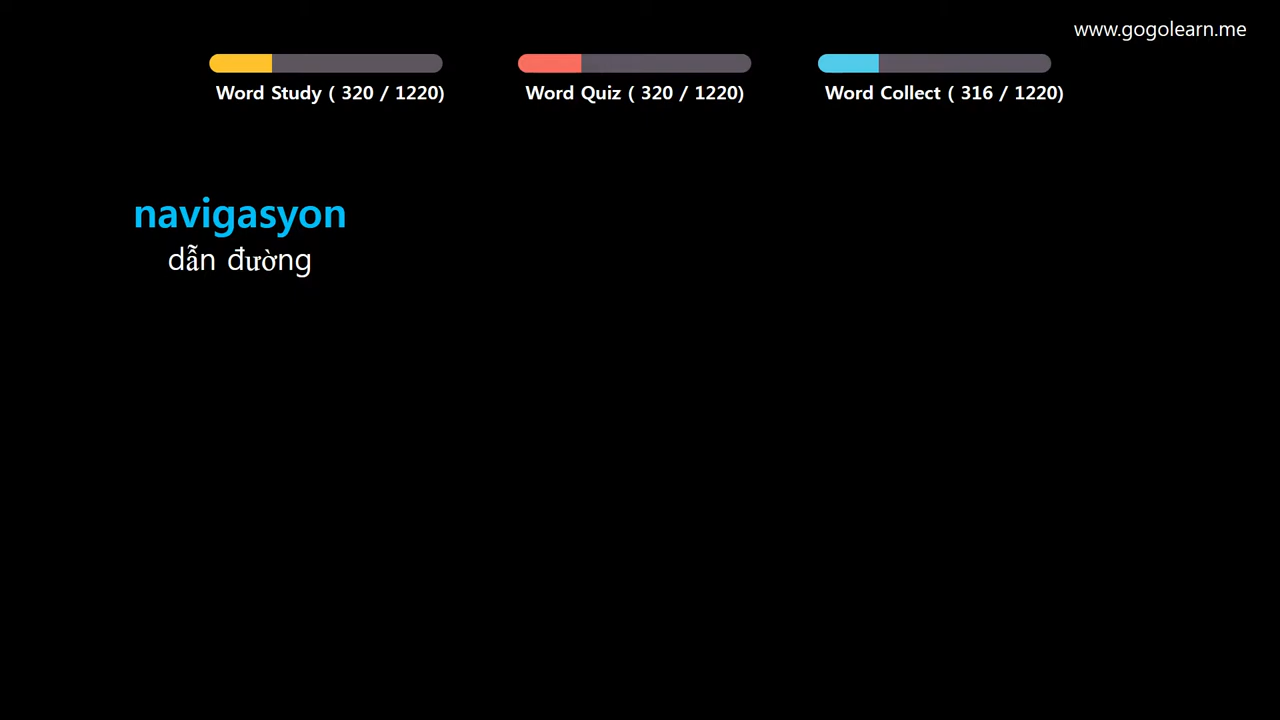 www.gogolearn.me
Word Study ( 320 / 1220)
Word Quiz ( 320 / 1220)
Word Collect ( 316 / 1220)
navigasyon
dẫn đường